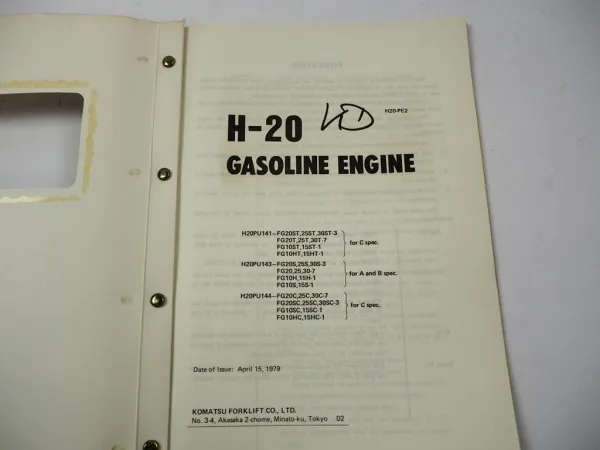 H20-PE2
H-20
GASOLINE ENGINE
H20PU141-FG20ST,25ST,30ST-3
FG20T,25T,30T-7
FG10ST,15ST-1
FG10HT,15HT-1
for C spec.
H20PU143-FG20S,25S,30S-3
FG20,25,30-7
FG10H,15H-1
FG10S,15S-1
for A and B spec.
H20PU144-FG20C,25C,30C-7
FG20SC,25SC,30SC-3
FG10SC,15SC-1
FG10HC,15HC-1
for C spec.
Date of Issue: April 15, 1979
KOMATSU FORKLIFT CO., LTD.
No. 3-4, Akasaka 2-chome, Minato-ku, Tokyo 02